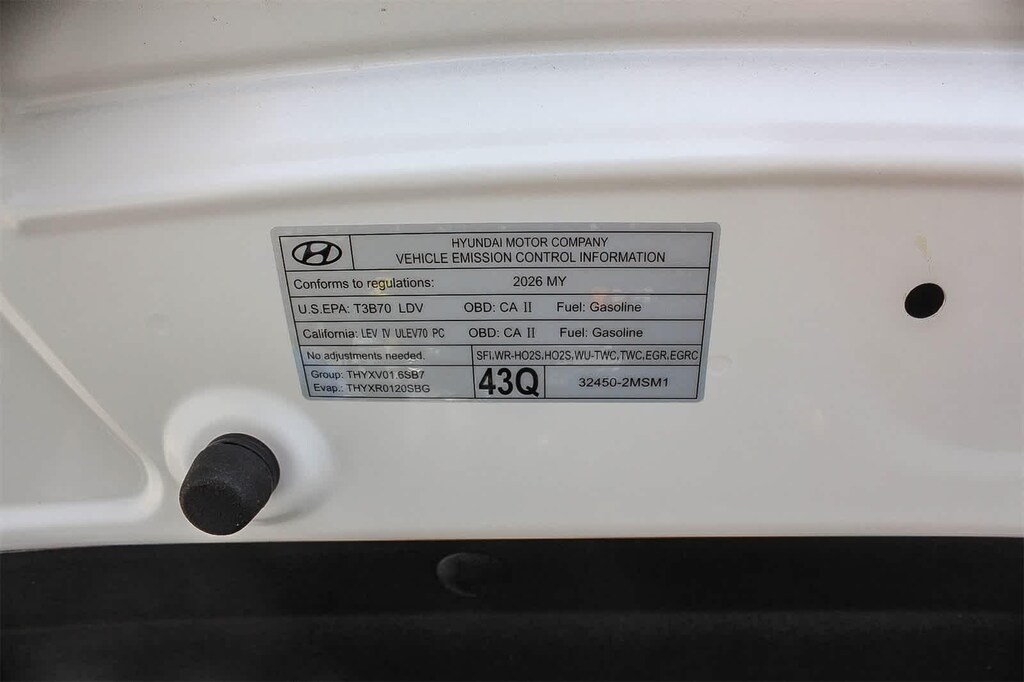 HYUNDAI MOTOR COMPANY
VEHICLE EMISSION CONTROL INFORMATION
Conforms to regulations: 2026 MY
U.S.EPA: T3B70 LDV OBD: CA II Fuel: Gasoline
California: LEV IV ULEV70 PC OBD: CA II Fuel: Gasoline
No adjustments needed. SFI,WR-HO2S,HO2S,WU-TWC,TWC,EGR,EGRC
Group: THYXV01.6SB7
Evap.: THYXR0120SBG
43Q
32450-2MSM1